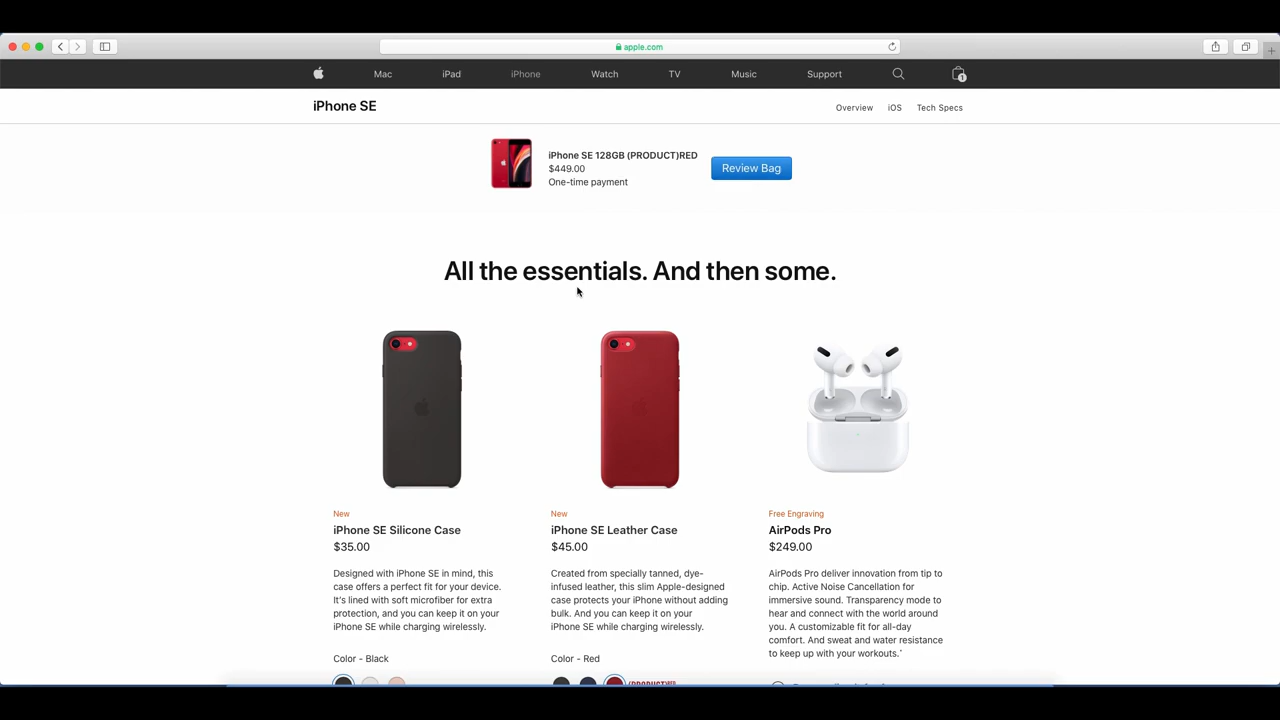 apple.com
Mac iPad iPhone Watch TV Music Support 1
iPhone SE
Overview iOS Tech Specs
iPhone SE 128GB (PRODUCT)RED
$449.00
One-time payment
Review Bag
All the essentials. And then some.
New
iPhone SE Silicone Case
$35.00
Designed with iPhone SE in mind, this
case offers a perfect fit for your device.
It's lined with soft microfiber for extra
protection, and you can keep it on your
iPhone SE while charging wirelessly.
Color - Black
New
iPhone SE Leather Case
$45.00
Created from specially tanned, dye-
infused leather, this slim Apple-designed
case protects your iPhone without adding
bulk. And you can keep it on your
iPhone SE while charging wirelessly.
Color - Red
(PRODUCT)RED
Free Engraving
AirPods Pro
$249.00
AirPods Pro deliver innovation from tip to
chip. Active Noise Cancellation for
immersive sound. Transparency mode to
hear and connect with the world around
you. A customizable fit for all-day
comfort. And sweat and water resistance
to keep up with your workouts.*